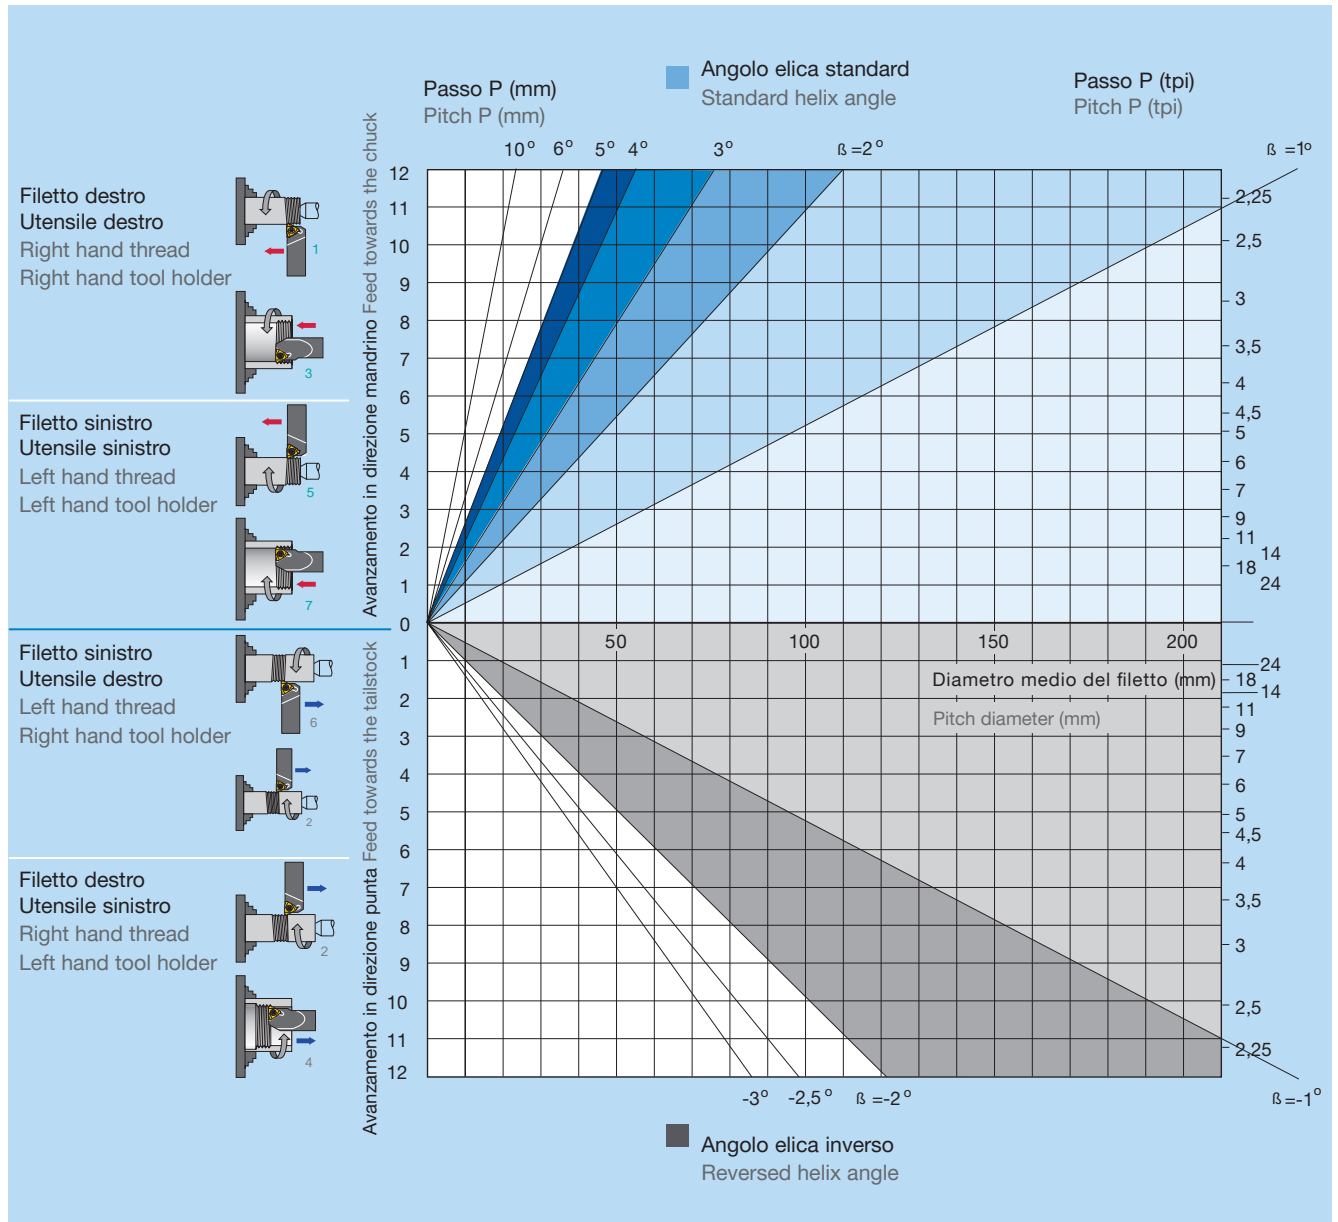 Angolo elica standard
Standard helix angle
Passo P (mm)
Pitch P (mm)
Passo P (tpi)
Pitch P (tpi)
10° 6° 5° 4° 3° ß=2° ß =1°
Avanzamento in direzione mandrino Feed towards the chuck
12
11
10
9
8
7
6
5
4
3
2
1
0
2,25
2,5
3
3,5
4
4,5
5
6
7
9
11
14
18
24
Filetto destro
Utensile destro
Right hand thread
Right hand tool holder
1
3
Filetto sinistro
Utensile sinistro
Left hand thread
Left hand tool holder
5
7
50 100 150 200
Diametro medio del filetto (mm)
Pitch diameter (mm)
Filetto sinistro
Utensile destro
Left hand thread
Right hand tool holder
6
2
Filetto destro
Utensile sinistro
Right hand thread
Left hand tool holder
2
4
Avanzamento in direzione punta Feed towards the tailstock
1
2
3
4
5
6
7
8
9
10
11
12
24
18
14
11
9
7
6
5
4,5
4
3,5
3
2,5
2,25
-3° -2,5° ß=-2° ß=-1°
Angolo elica inverso
Reversed helix angle